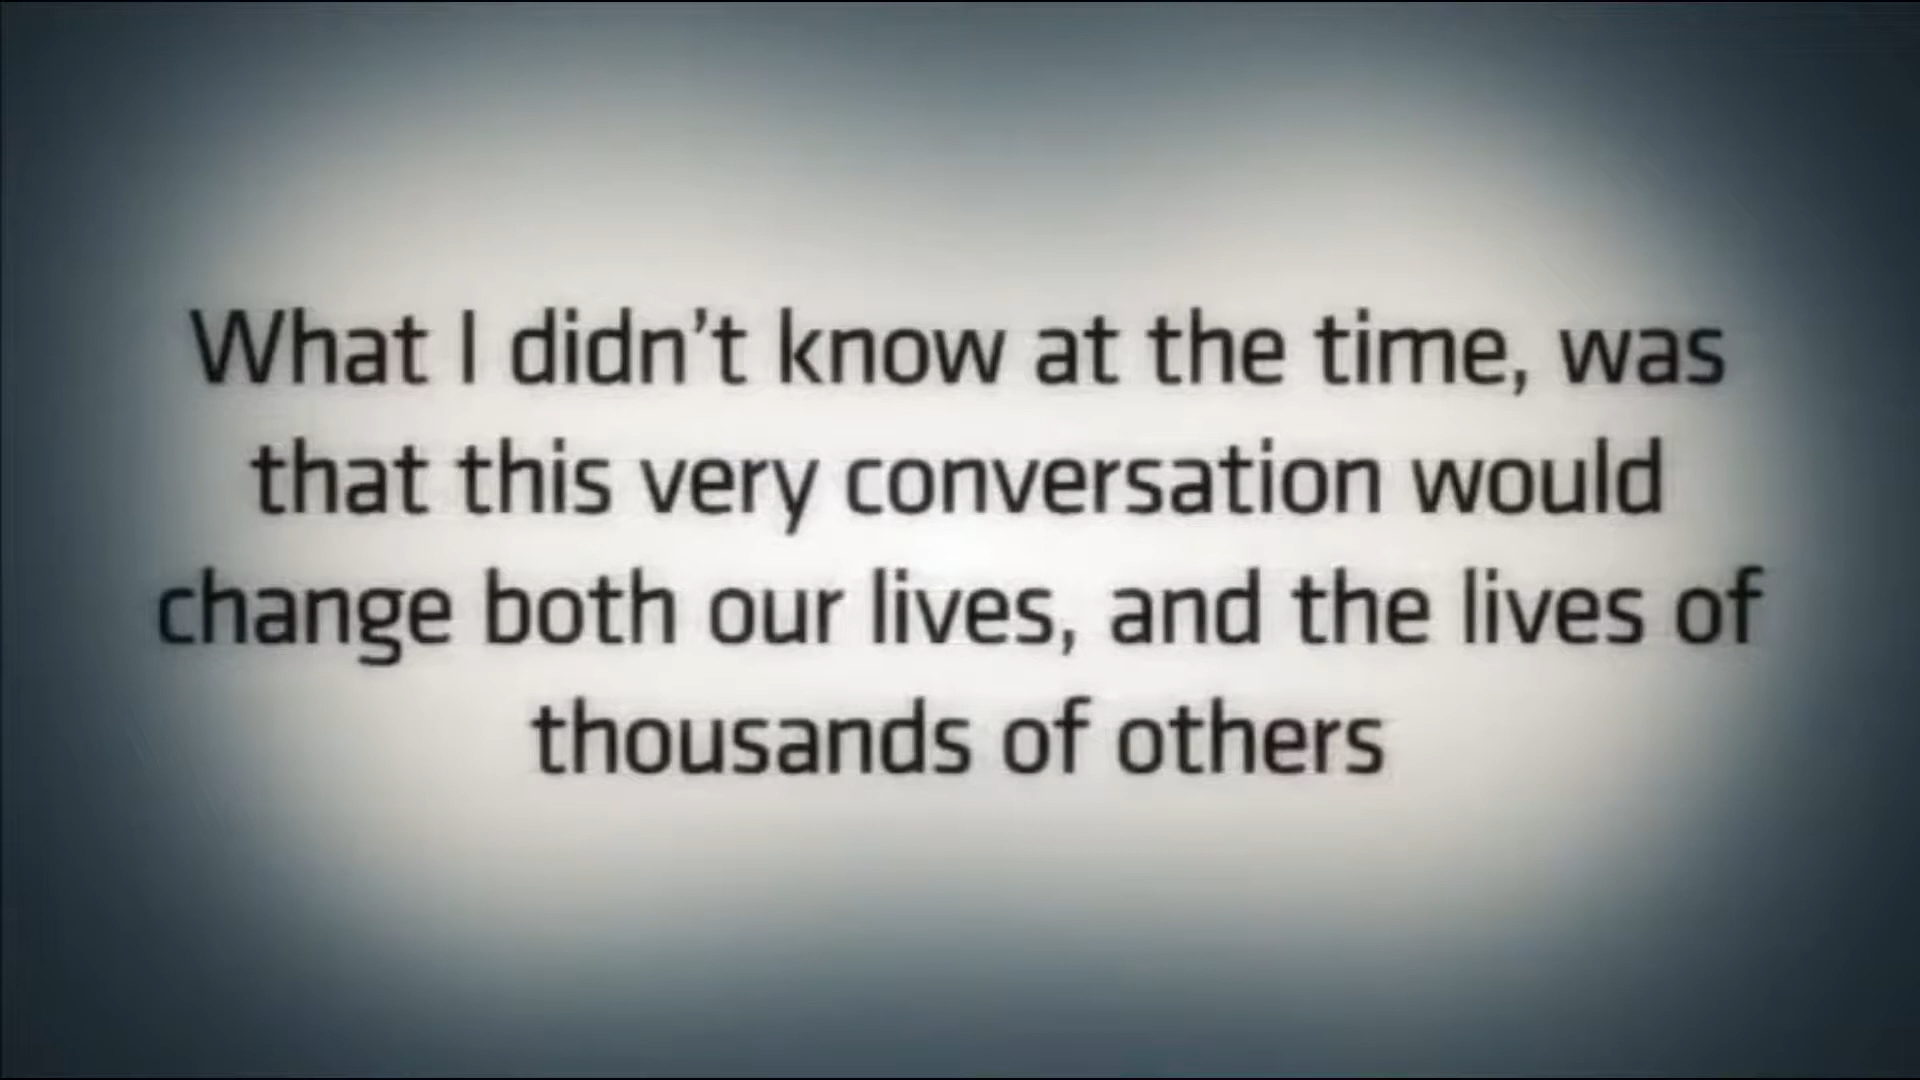 What I didn’t know at the time, was
that this very conversation would
change both our lives, and the lives of
thousands of others